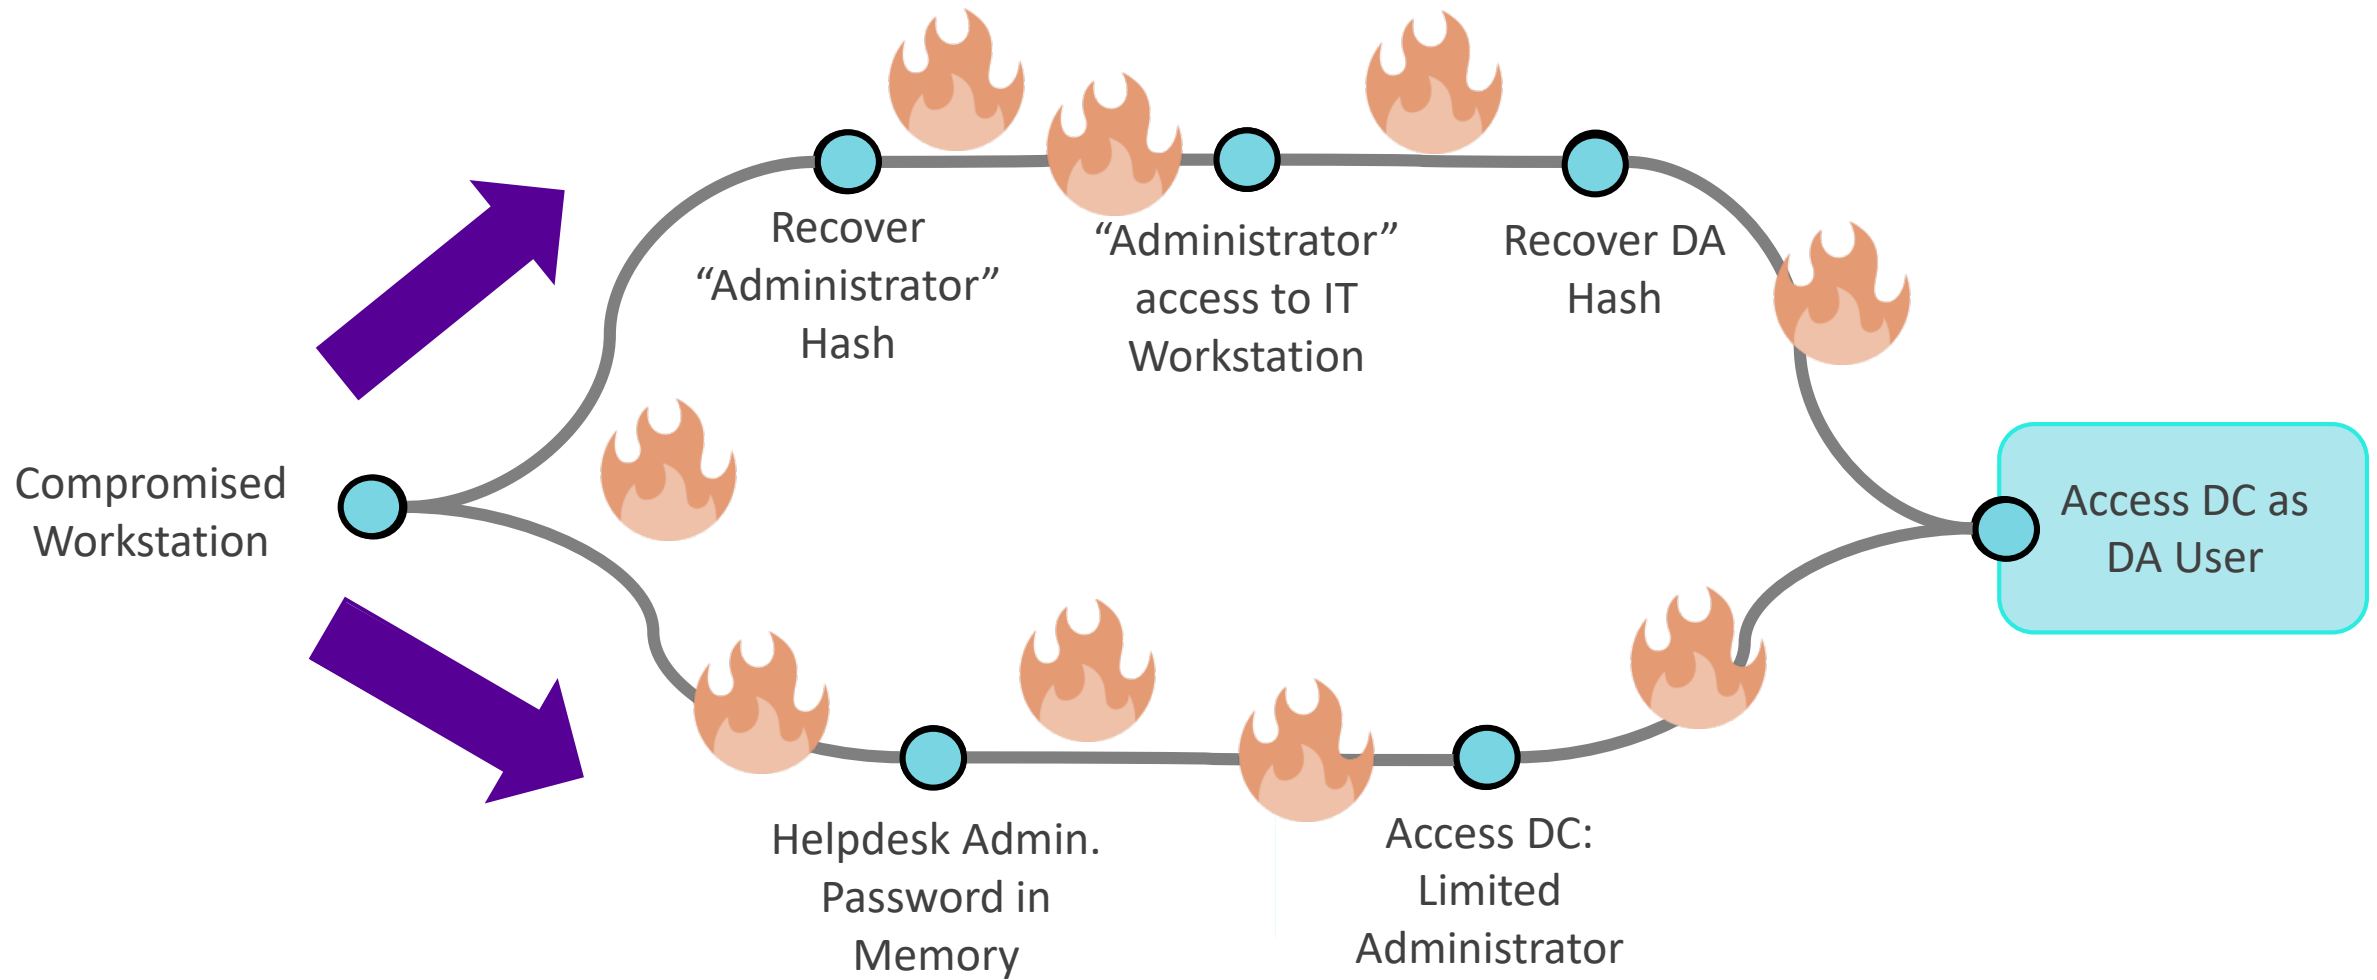 Compromised
Workstation
Recover
“Administrator”
Hash
“Administrator”
access to IT
Workstation
Recover DA
Hash
Helpdesk Admin.
Password in
Memory
Access DC:
Limited
Administrator
Access DC as
DA User